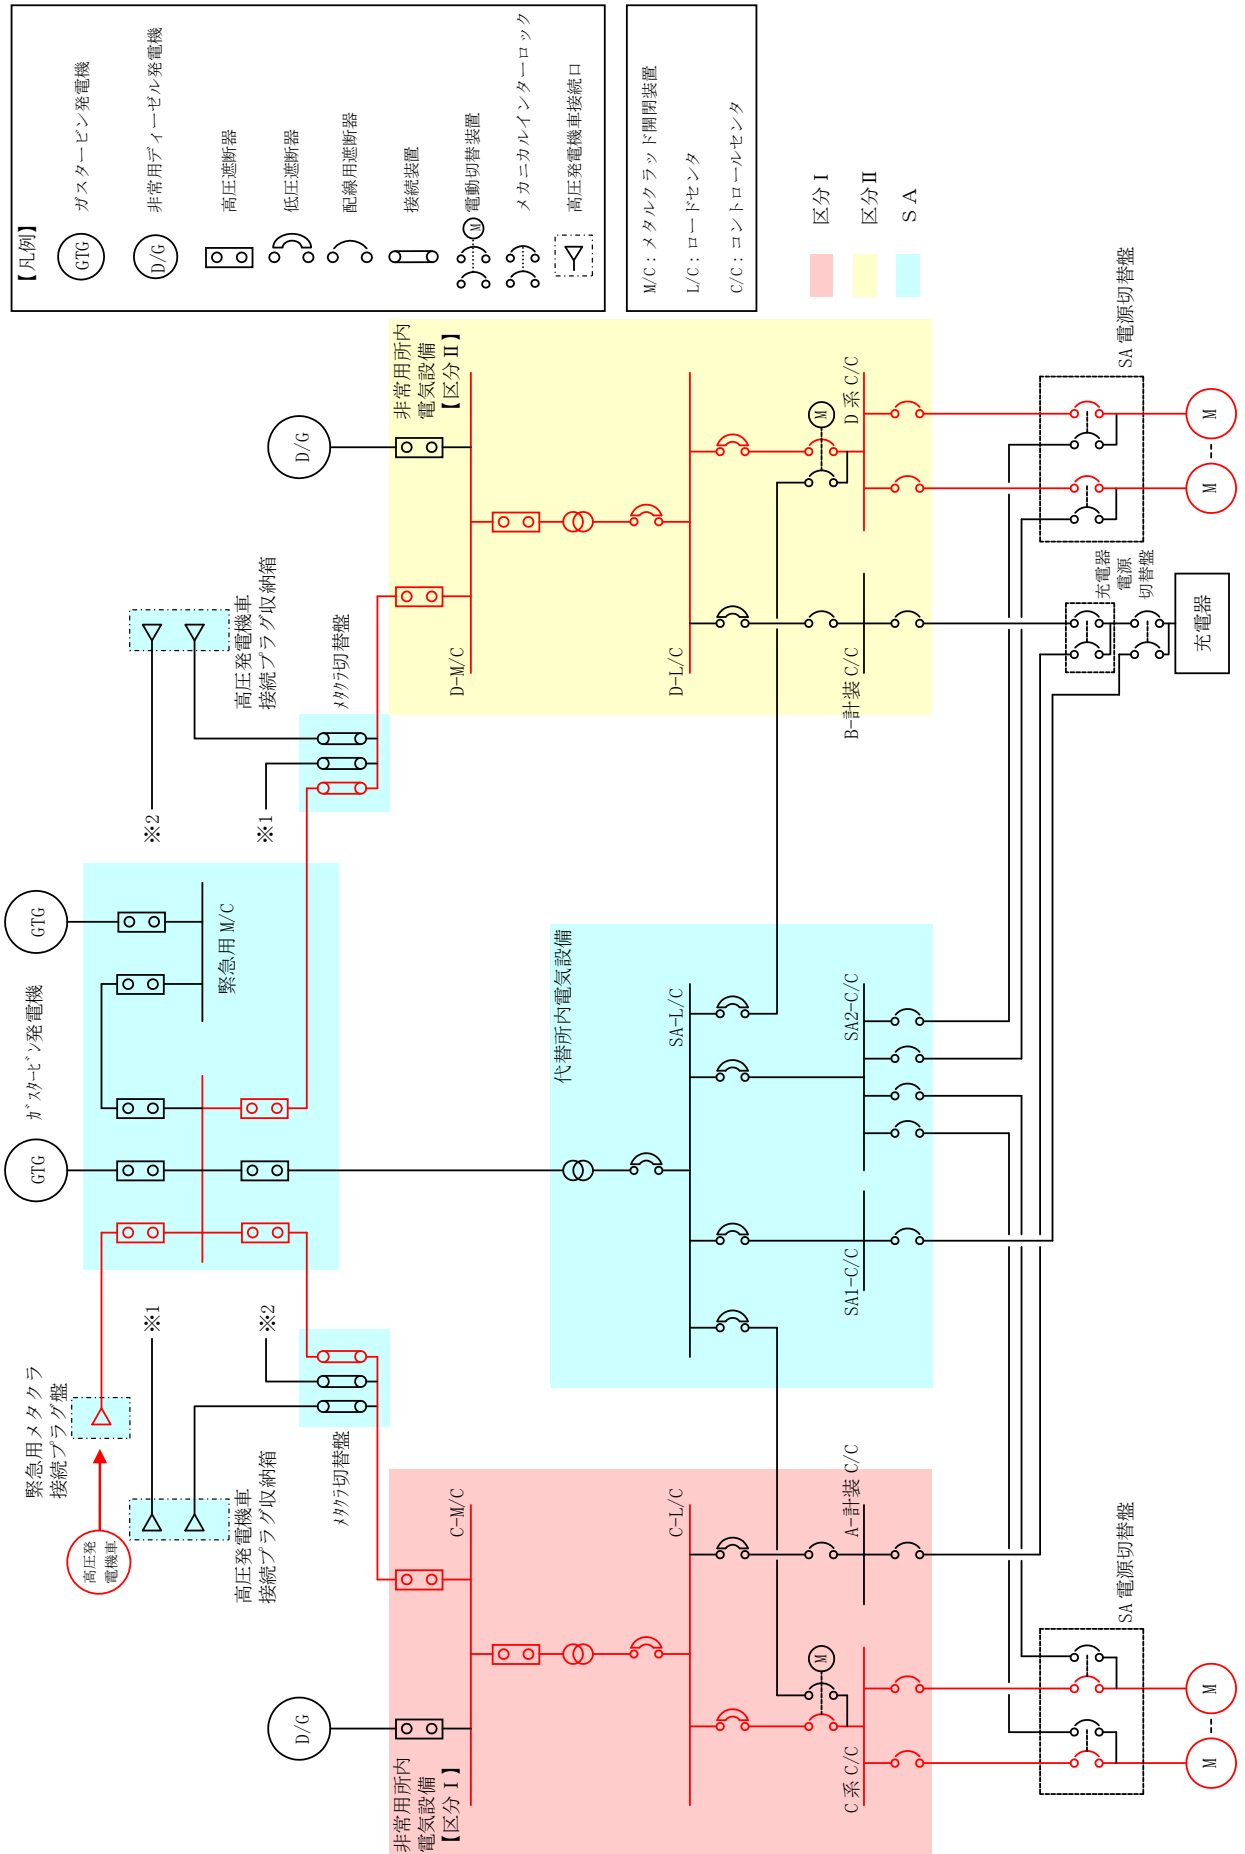 【凡例】
GTG
ガスタービン発電機
D/G
非常用ディーゼル発電機
高圧遮断器
低圧遮断器
配線用遮断器
接続装置
M
電動切替装置
メカニカルインターロック
高圧発電機車接続口
M/C：メタルクラッド開閉装置
L/C：ロードセンタ
C/C：コントロールセンタ
区分Ⅰ
区分Ⅱ
ＳＡ
緊急用メタクラ
接続プラグ盤
高圧発
電機車
※1
※2
高圧発電機車
接続プラグ収納箱
ﾒﾀｸﾗ切替盤
GTG
ｶﾞｽﾀｰﾋﾞﾝ発電機
GTG
緊急用 M/C
※2
※1
高圧発電機車
接続プラグ収納箱
ﾒﾀｸﾗ切替盤
D/G
非常用所内
電気設備
【区分Ⅰ】
C-M/C
C-L/C
M
C 系 C/C
A-計装 C/C
代替所内電気設備
SA-L/C
SA1-C/C
SA2-C/C
D/G
非常用所内
電気設備
【区分Ⅱ】
D-M/C
D-L/C
M
D 系 C/C
B-計装 C/C
SA 電源切替盤
M
M
充電器
電源
切替盤
充電器
SA 電源切替盤
M
M